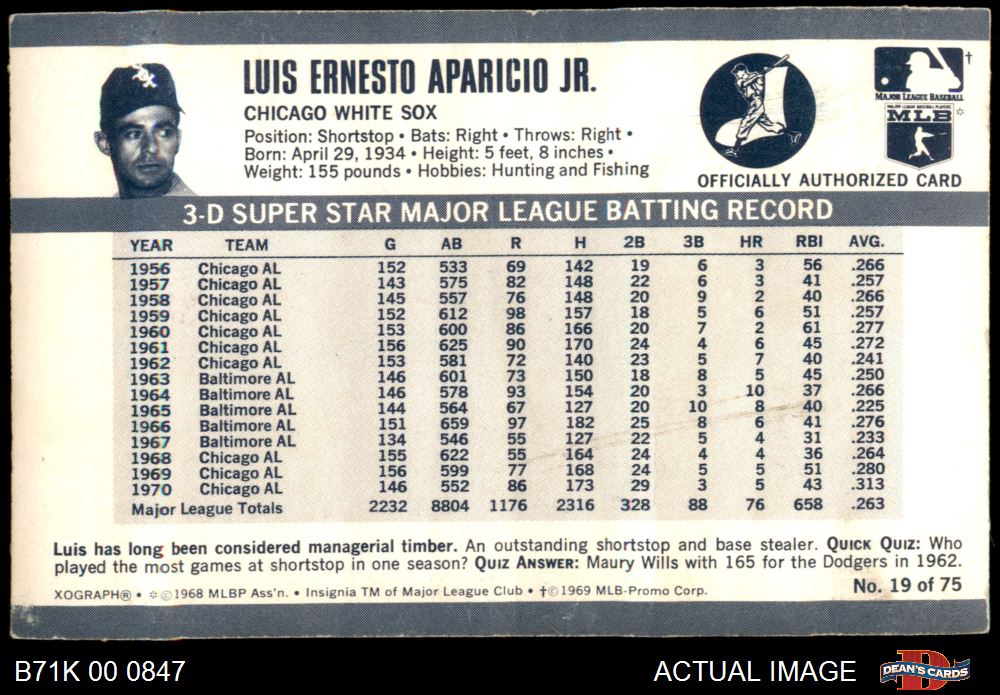 LUIS ERNESTO APARICIO JR.
CHICAGO WHITE SOX
Position: Shortstop • Bats: Right • Throws: Right •
Born: April 29, 1934 • Height: 5 feet, 8 inches •
Weight: 155 pounds • Hobbies: Hunting and Fishing
†
MAJOR LEAGUE BASEBALL
MAJOR LEAGUE BASEBALL PLAYERS
MLB
OFFICIALLY AUTHORIZED CARD
3-D SUPER STAR MAJOR LEAGUE BATTING RECORD
YEAR TEAM G AB R H 2B 3B HR RBI AVG.
1956 Chicago AL 152 533 69 142 19 6 3 56 .266
1957 Chicago AL 143 575 82 148 22 6 3 41 .257
1958 Chicago AL 145 557 76 148 20 9 2 40 .266
1959 Chicago AL 152 612 98 157 18 5 6 51 .257
1960 Chicago AL 153 600 86 166 20 7 2 61 .277
1961 Chicago AL 156 625 90 170 24 4 6 45 .272
1962 Chicago AL 153 581 72 140 23 5 7 40 .241
1963 Baltimore AL 146 601 73 150 18 8 5 45 .250
1964 Baltimore AL 146 578 93 154 20 3 10 37 .266
1965 Baltimore AL 144 564 67 127 20 10 8 40 .225
1966 Baltimore AL 151 659 97 182 25 8 6 41 .276
1967 Baltimore AL 134 546 55 127 22 5 4 31 .233
1968 Chicago AL 155 622 55 164 24 4 4 36 .264
1969 Chicago AL 156 599 77 168 24 5 5 51 .280
1970 Chicago AL 146 552 86 173 29 3 5 43 .313
Major League Totals 2232 8804 1176 2316 328 88 76 658 .263
Luis has long been considered managerial timber. An outstanding shortstop and base stealer. QUICK QUIZ: Who
played the most games at shortstop in one season? QUIZ ANSWER: Maury Wills with 165 for the Dodgers in 1962.
XOGRAPH® • ※©1968 MLBP Ass'n. • Insignia TM of Major League Club • †©1969 MLB-Promo Corp.
No. 19 of 75
B71K 00 0847
ACTUAL IMAGE
DEAN'S CARDS